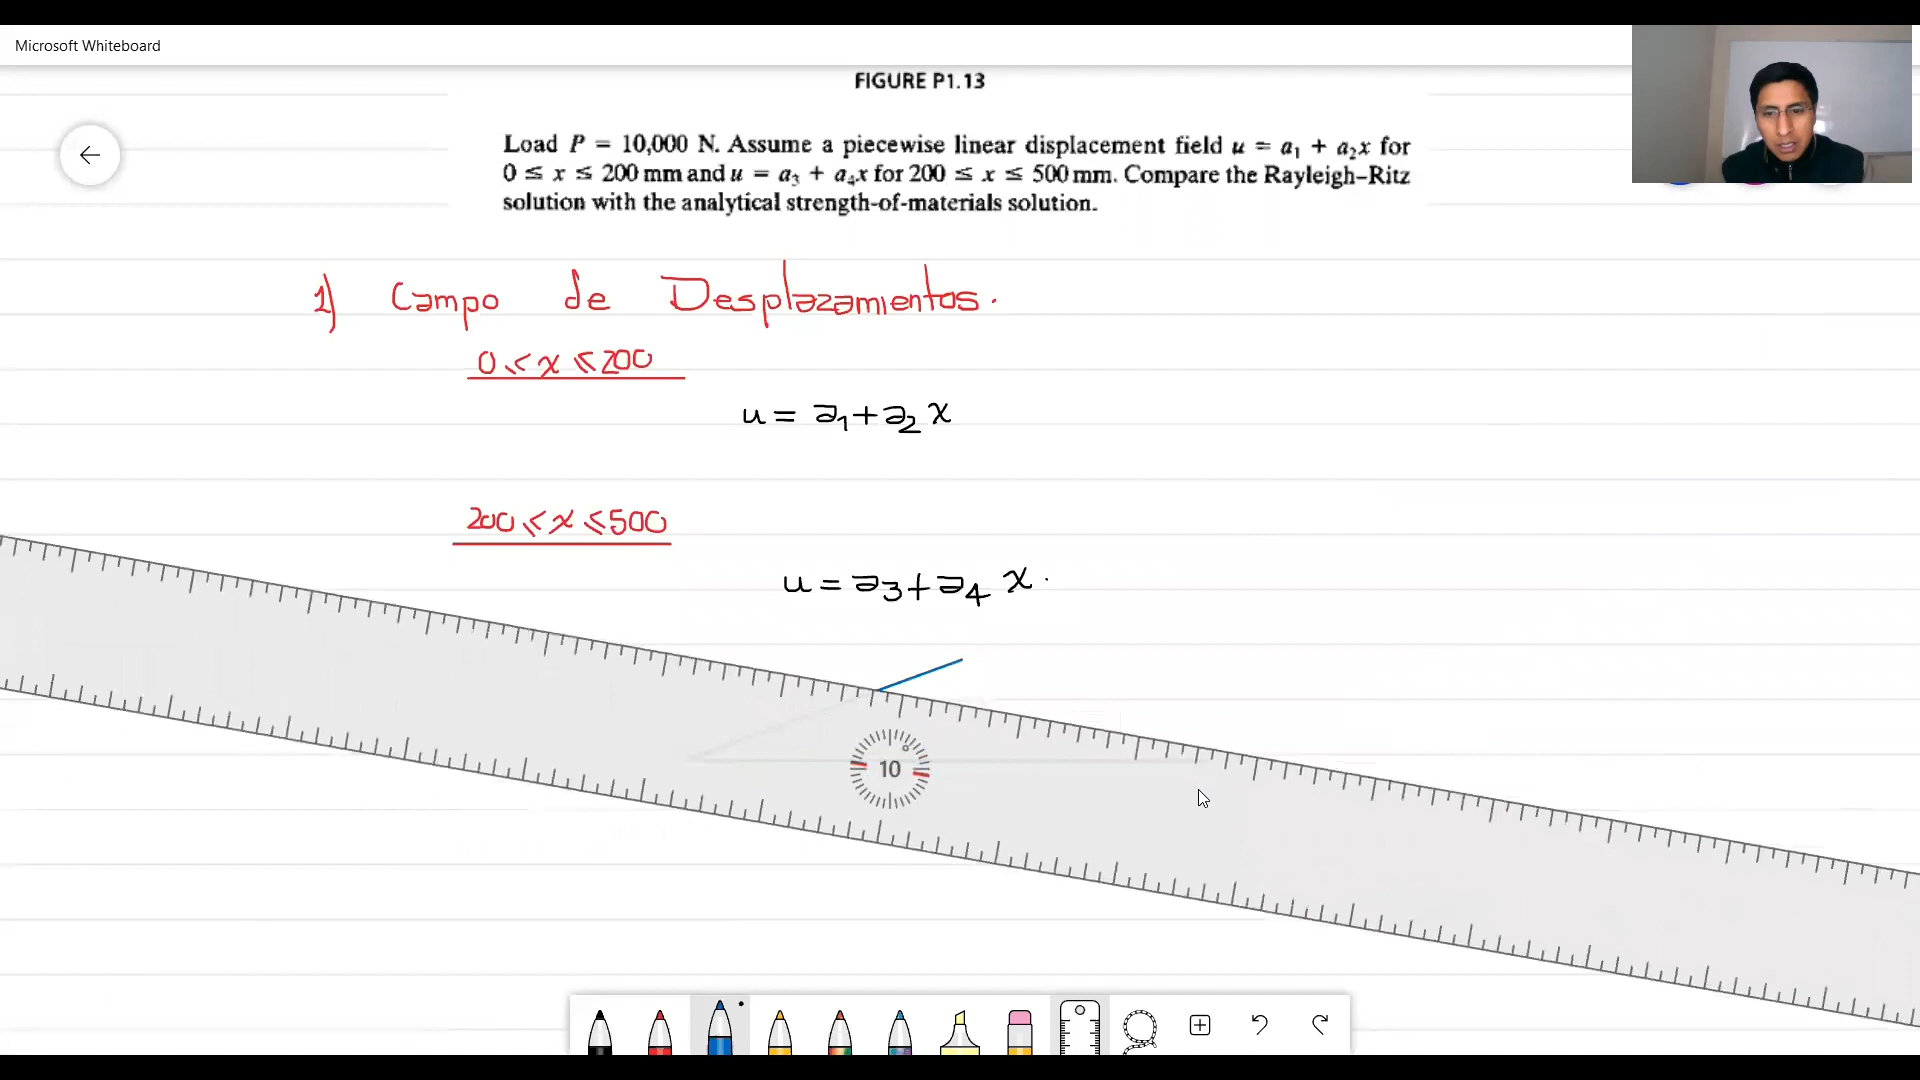 Microsoft Whiteboard
FIGURE P1.13
Load P = 10,000 N. Assume a piecewise linear displacement field u = a₁ + a₂x for
0 ≤ x ≤ 200 mm and u = a₃ + a₄x for 200 ≤ x ≤ 500 mm. Compare the Rayleigh–Ritz
solution with the analytical strength-of-materials solution.
1) Campo de Desplazamientos.
0 ≤ x ≤ 200
u = a₁ + a₂ x
200 ≤ x ≤ 500
u = a₃ + a₄ x .
10°